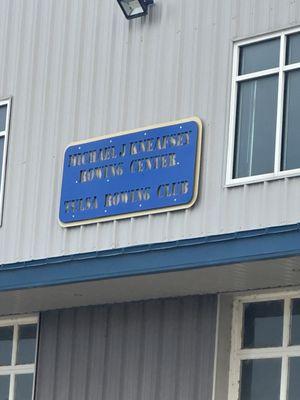 MICHAEL J KNEAFSEY
ROWING CENTER
TULSA ROWING CLUB